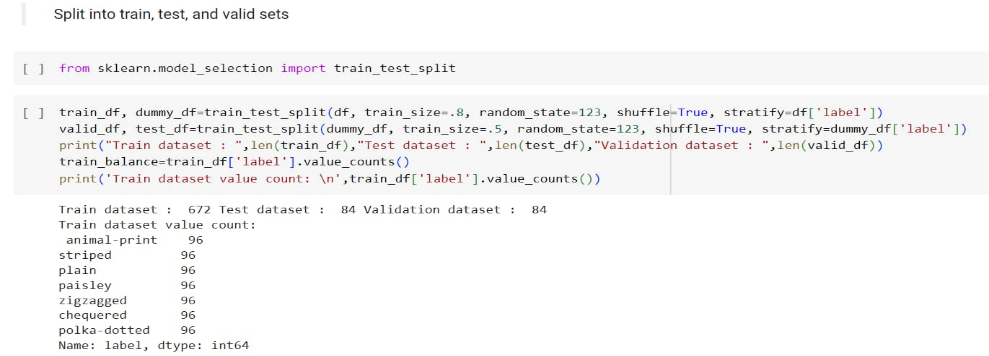 Split into train, test, and valid sets
[ ] from sklearn.model_selection import train_test_split
[ ] train_df, dummy_df=train_test_split(df, train_size=.8, random_state=123, shuffle=True, stratify=df['label'])
valid_df, test_df=train_test_split(dummy_df, train_size=.5, random_state=123, shuffle=True, stratify=dummy_df['label'])
print("Train dataset : ",len(train_df),"Test dataset : ",len(test_df),"Validation dataset : ",len(valid_df))
train_balance=train_df['label'].value_counts()
print('Train dataset value count: \n',train_df['label'].value_counts())
Train dataset :  672 Test dataset :  84 Validation dataset :  84
Train dataset value count:
 animal-print    96
striped         96
plain           96
paisley         96
zigzagged       96
chequered       96
polka-dotted    96
Name: label, dtype: int64